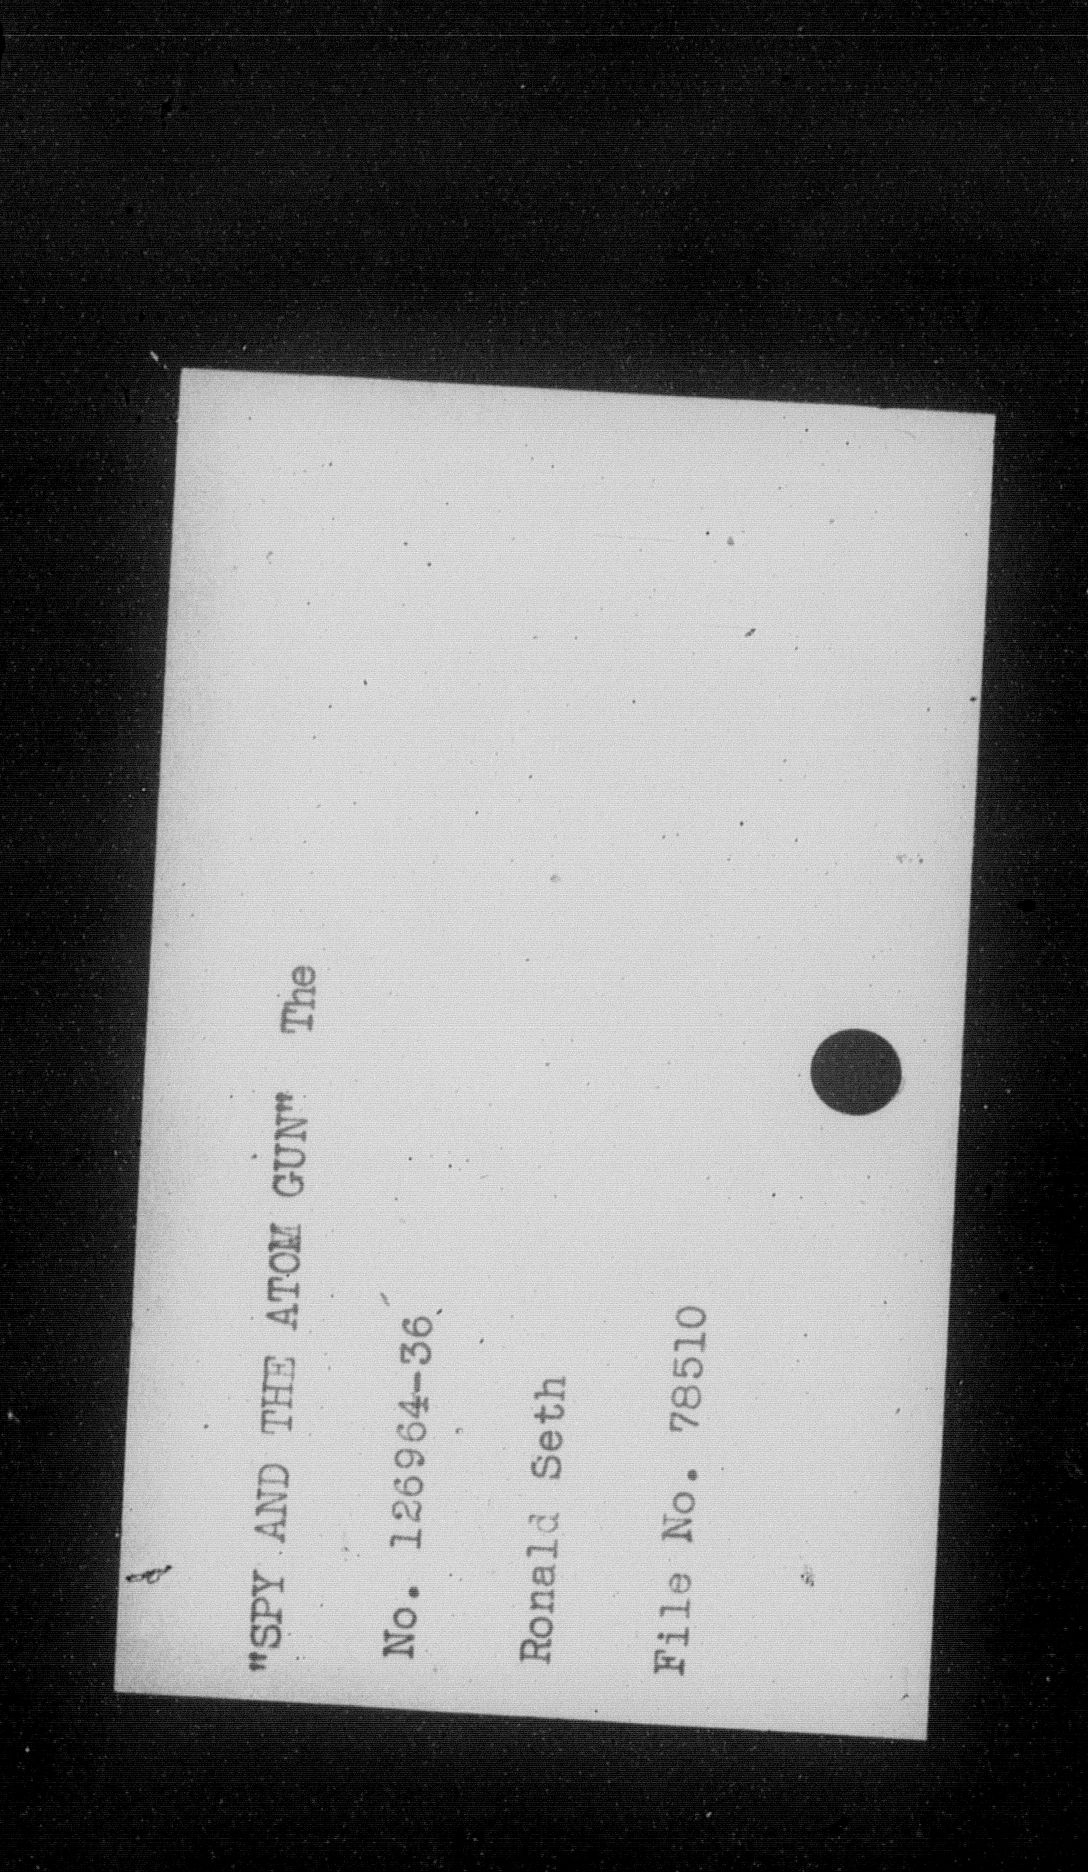 "SPY AND THE ATOM GUN" The
No. 126964-36
Ronald Seth
File No. 78510